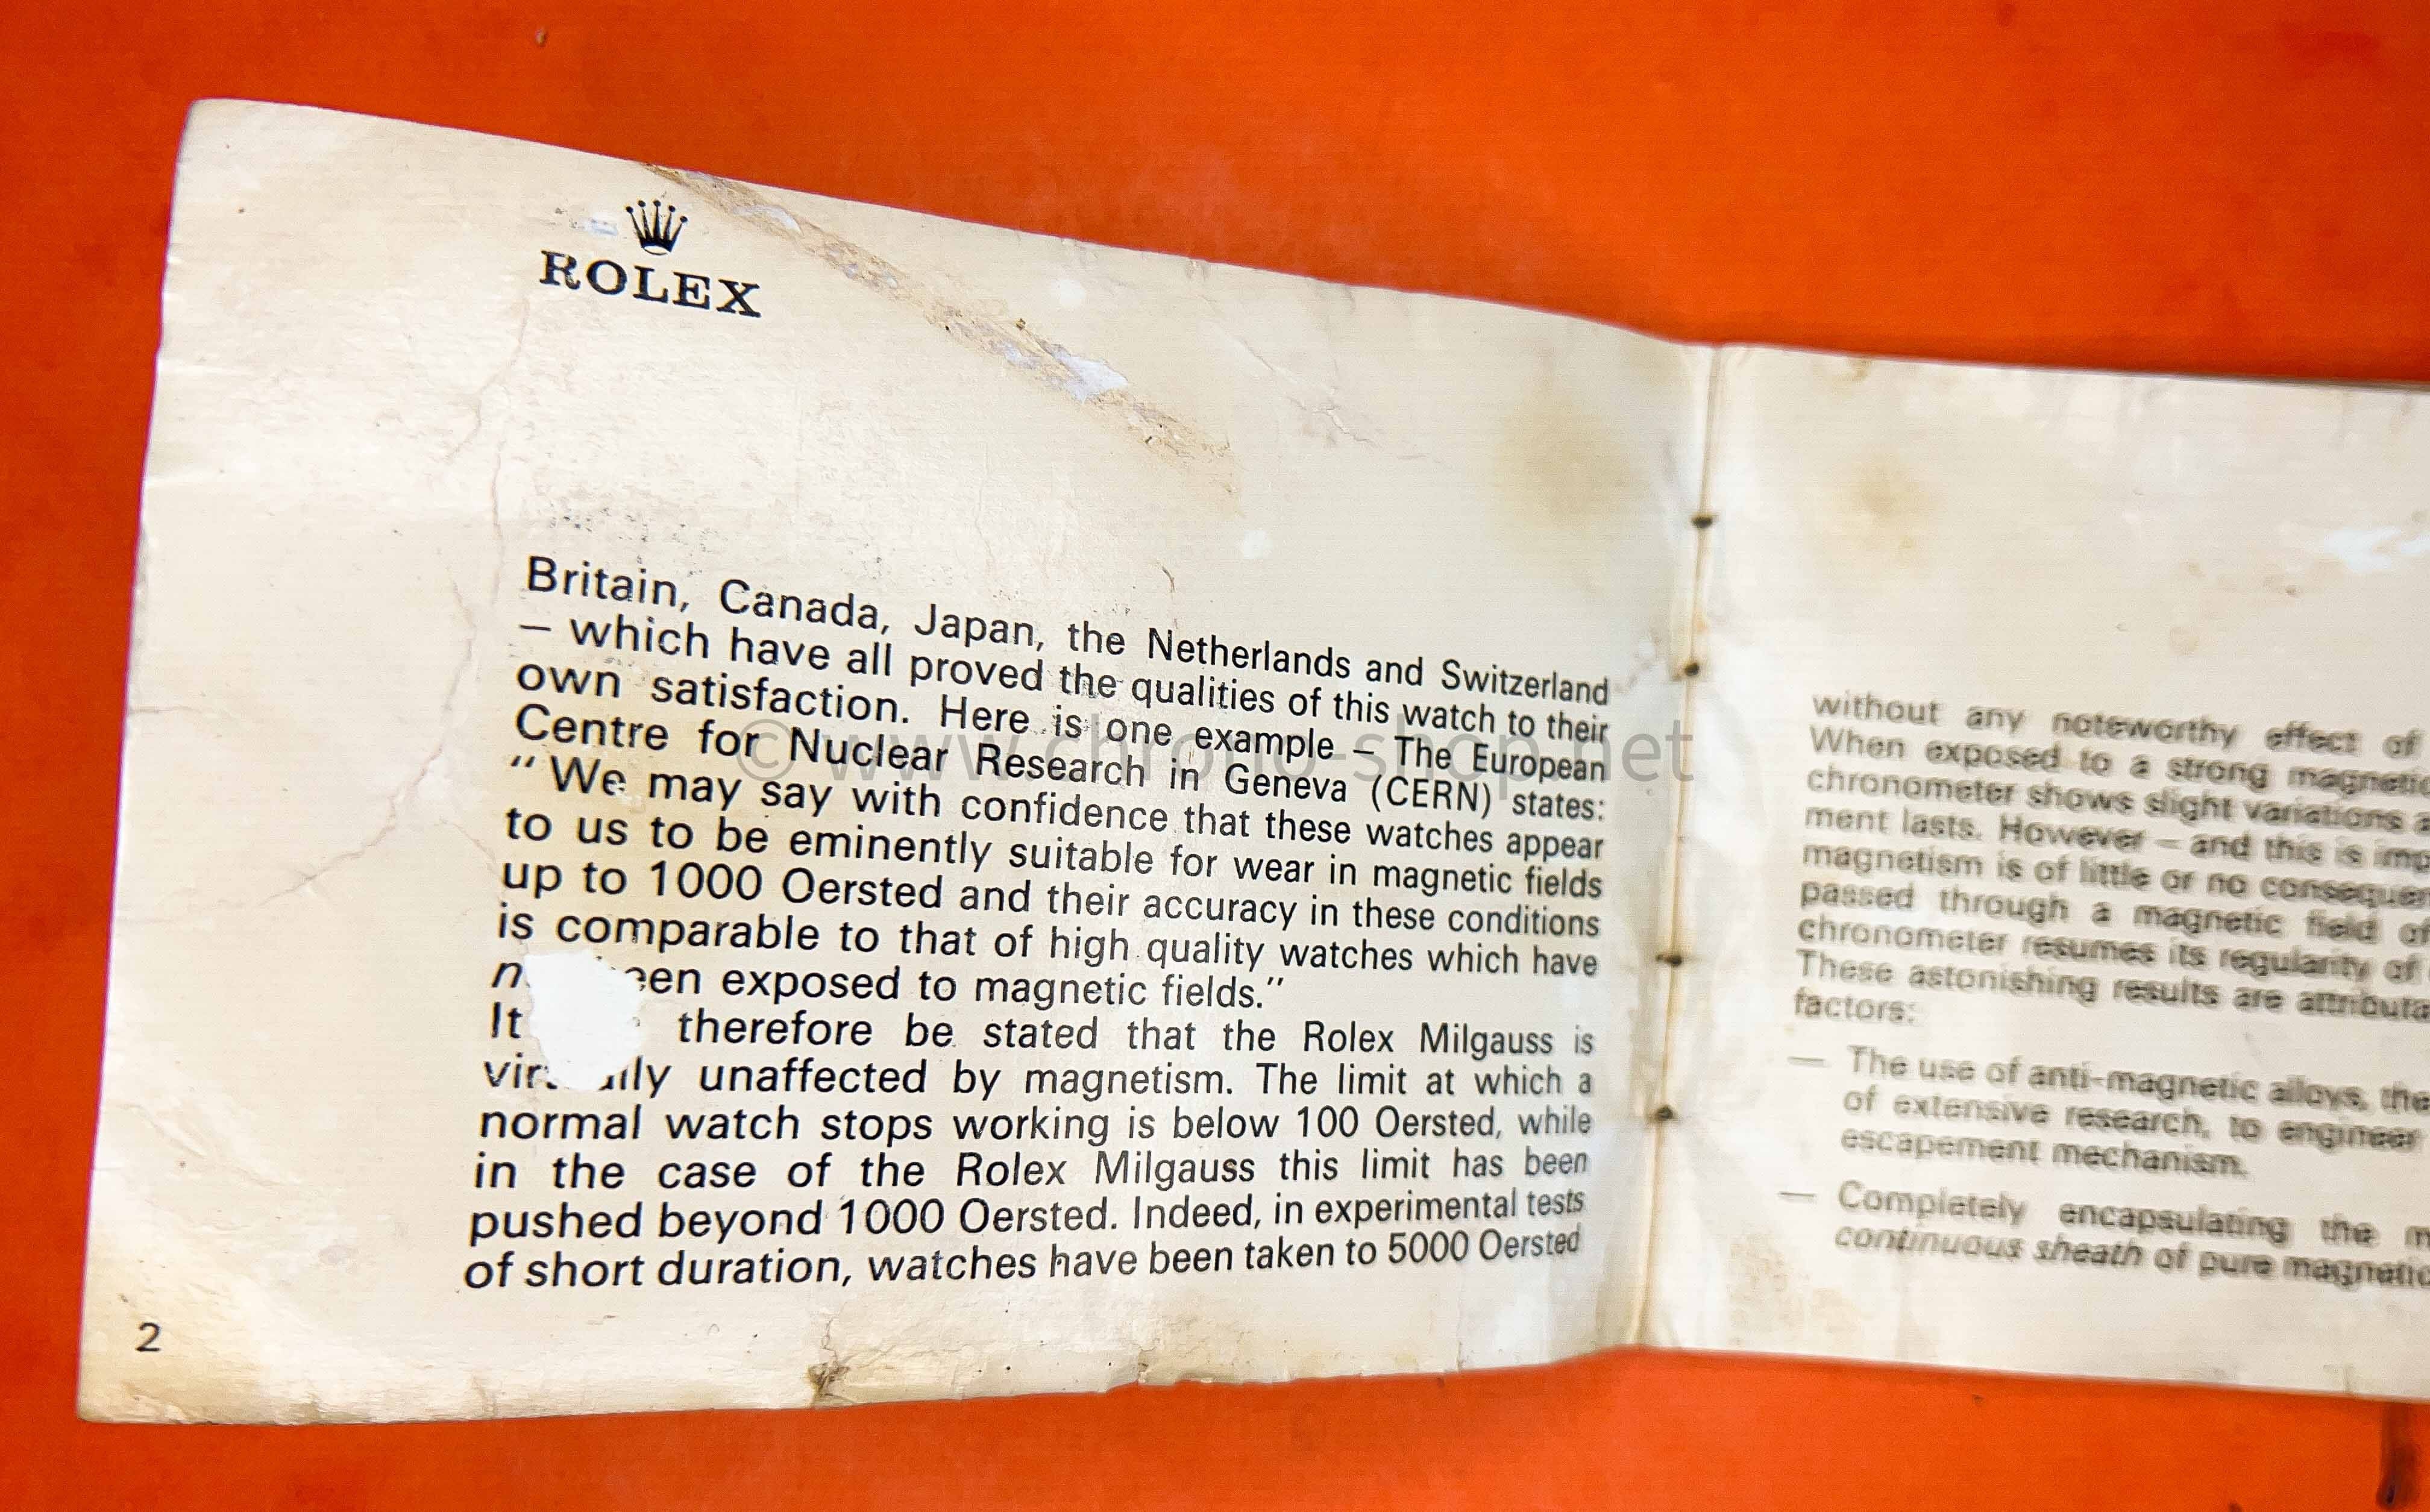 ROLEX
Britain, Canada, Japan, the Netherlands and Switzerland
– which have all proved the qualities of this watch to their
own satisfaction. Here is one example – The European
Centre for Nuclear Research in Geneva (CERN) states:
“We may say with confidence that these watches appear
to us to be eminently suitable for wear in magnetic fields
up to 1000 Oersted and their accuracy in these conditions
is comparable to that of high quality watches which have
exposed to magnetic fields.”
It therefore be stated that the Rolex Milgauss is
unaffected by magnetism. The limit at which a
normal watch stops working is below 100 Oersted, while
in the case of the Rolex Milgauss this limit has been
pushed beyond 1000 Oersted. Indeed, in experimental tests
of short duration, watches have been taken to 5000 Oersted
2
without any noteworthy effect of
When exposed to a strong
chronometer shows slight variations
ment lasts. However – and this is
magnetism is of little or no
passed through a magnetic field of
chronometer resumes its regularity of
These astonishing results are
factors:
— The use of anti-magnetic alloys, the
of extensive research, to engineer
escapement mechanism.
— Completely encapsulating the
continuous sheath of pure
© www.chrono-shop.net